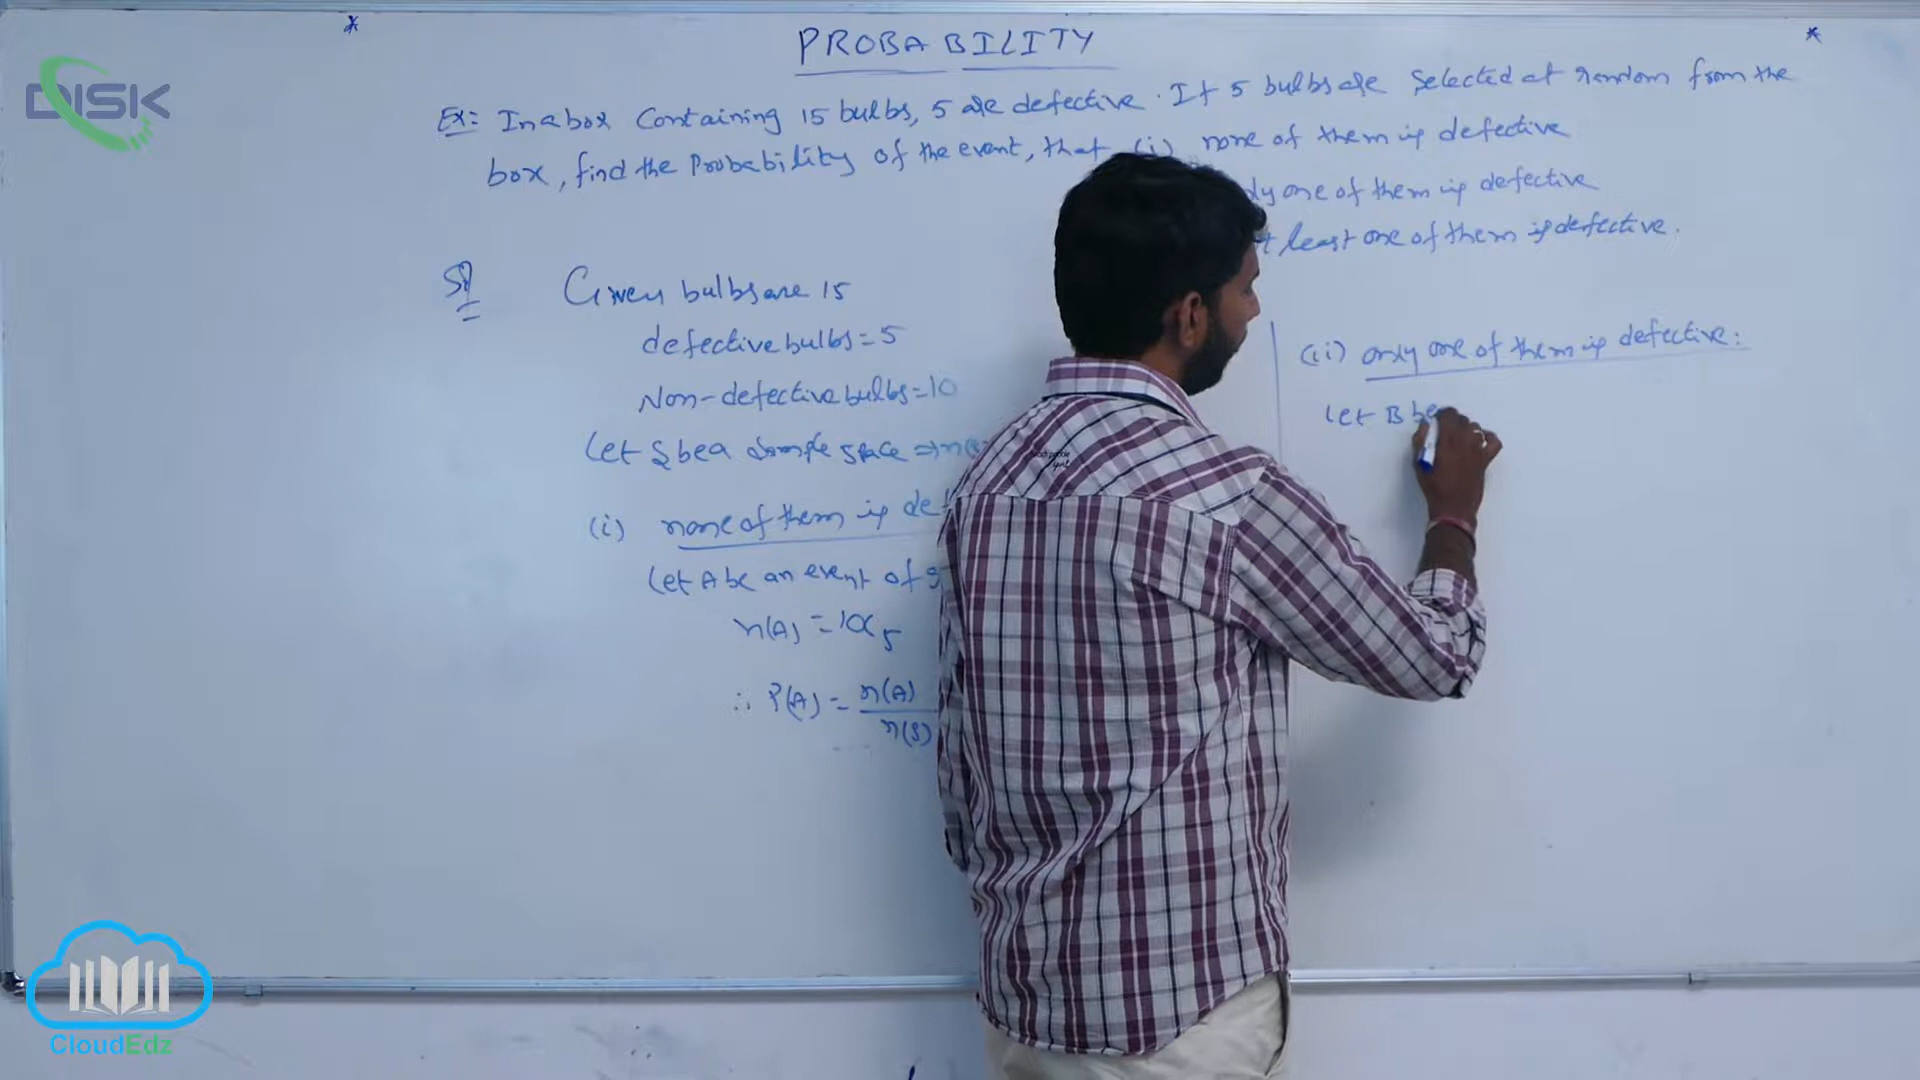 PROBABILITY
Ex:- In a box Containing 15 bulbs, 5 are defective. If 5 bulbs are Selected at random from the
box, find the Probability of the event, that (i) none of them is defective
only one of them is defective
least one of them is defective.
Sol
Given bulbs are 15
defective bulbs = 5
Non-defective bulbs = 10
Let S be a sample space ⇒ n(
(i) none of them is def
Let A be an event of
n(A) = 10C5
∴ P(A) = n(A)
n(S)
(ii) only one of them is defective:
Let B be
DISK
CloudEdz